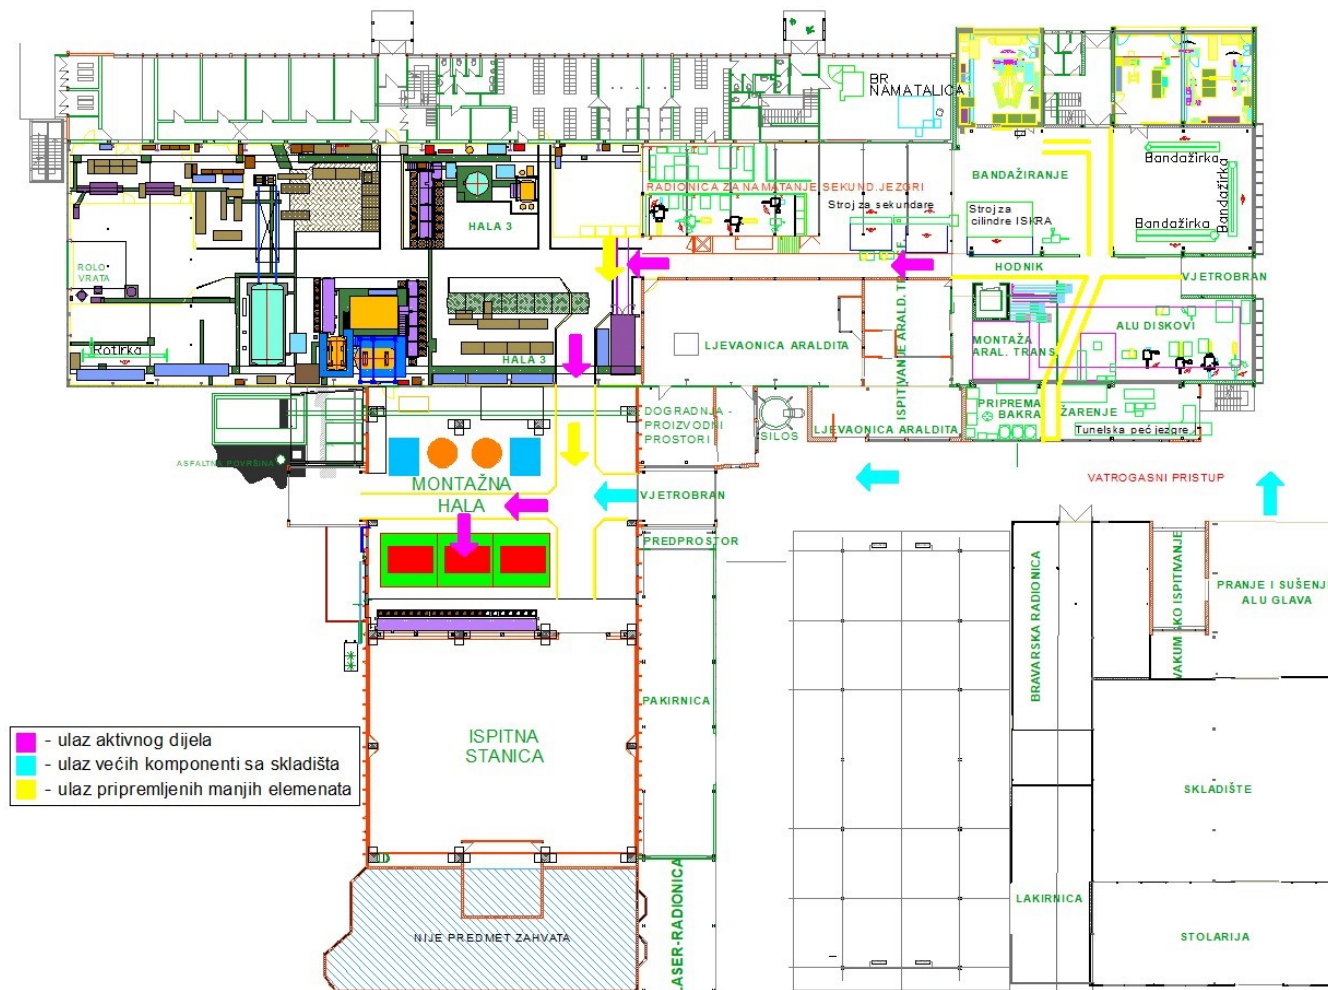 BR
NAMATALICA
BANDAŽIRANJE
Bandažirka
RADIONICA ZA NAMATANJE SEKUND.JEZGRI
Stroj za sekundare
Stroj za
cilindre ISKRA
Bandažirka
Bandažirka
HALA 3
HODNIK
VJETROBRAN
ROLO
VRATA
Rotirka
HALA 3
LJEVAONICA ARALDITA
MONTAŽA
ARAL. TRANS.
ALU DISKOVI
DOGRADNJA -
PROIZVODNI
PROSTORI
SILOS
LJEVAONICA ARALDITA
PRIPREMA
BAKRA
ŽARENJE
Tunelska peć jezgre
ASFALTNA POVRŠINA
MONTAŽNA
HALA
VJETROBRAN
VATROGASNI PRISTUP
PREDPROSTOR
BRAVARSKA RADIONICA
PRANJE I SUŠENJE
ALU GLAVA
PAKIRNICA
ISPITNA
STANICA
- ulaz aktivnog dijela
- ulaz većih komponenti sa skladišta
- ulaz pripremljenih manjih elemenata
SKLADIŠTE
LAKIRNICA
STOLARIJA
NIJE PREDMET ZAHVATA
LASER-RADIONICA